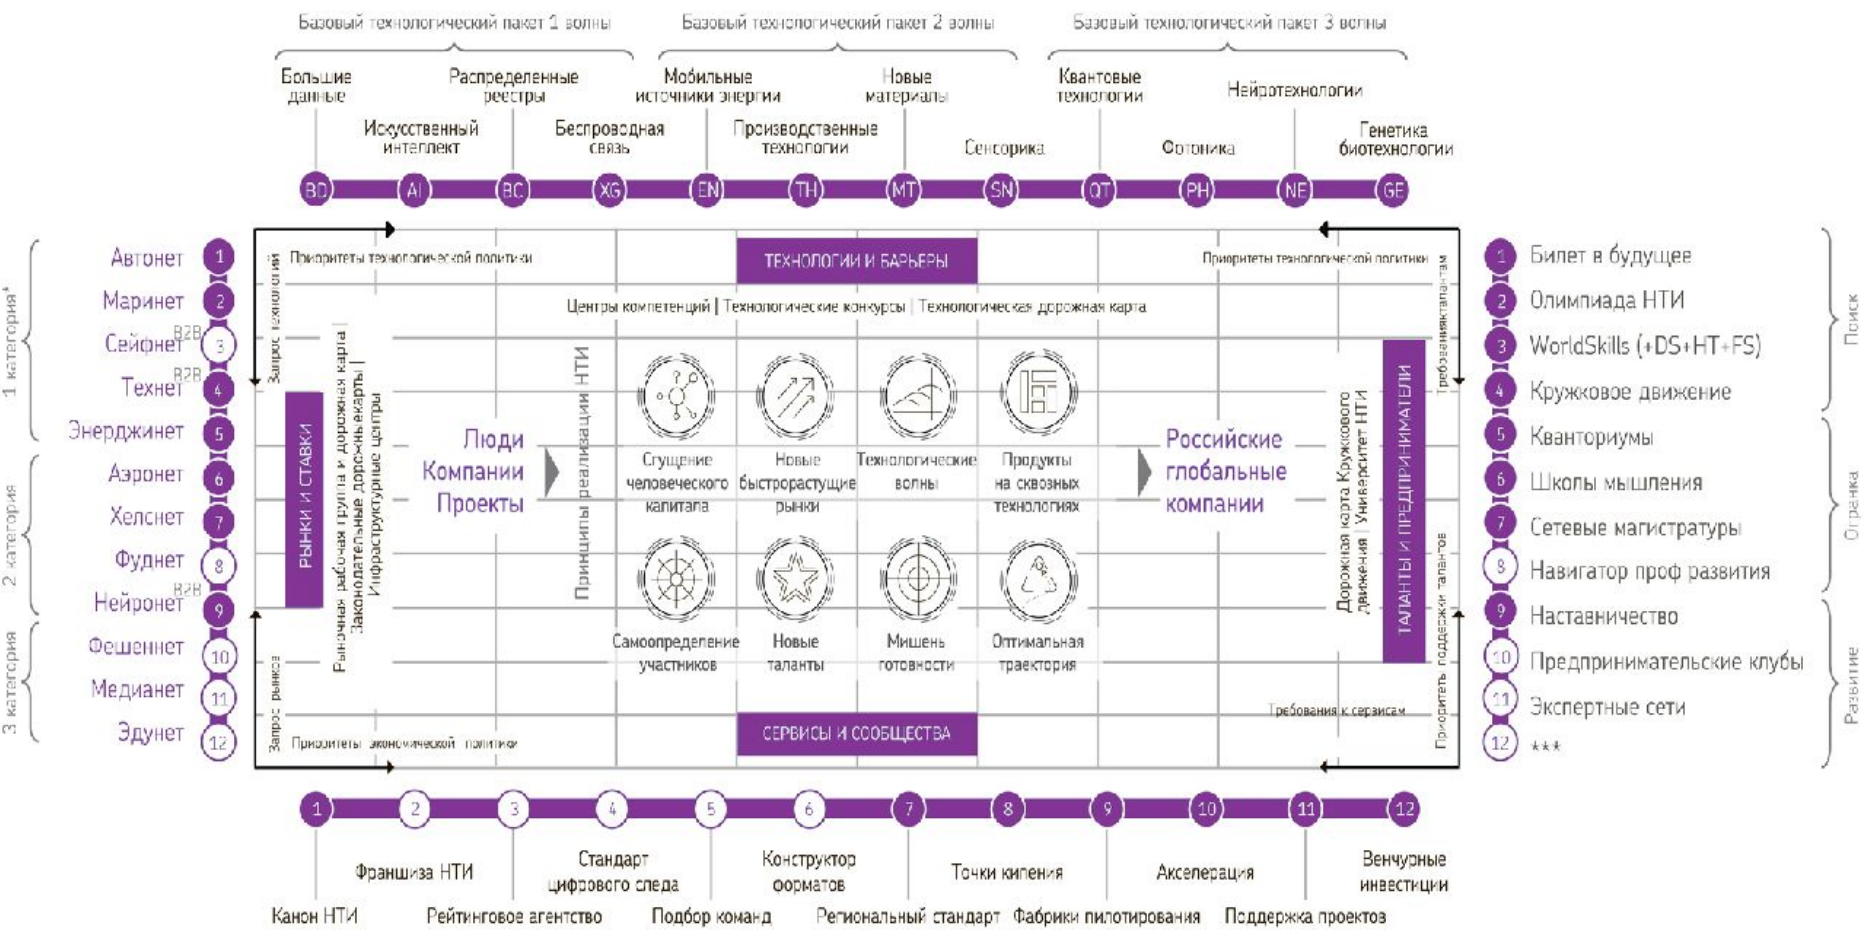 Базовый технологический пакет 1 волны
Базовый технологический пакет 2 волны
Базовый технологический пакет 3 волны
Большие
данные
Искусственный
интеллект
Распределенные
реестры
Беспроводная
связь
Мобильные
источники энергии
Производственные
технологии
Новые
материалы
Сенсорика
Квантовые
технологии
Фотоника
Нейротехнологии
Генетика
биотехнологии
BD
AI
BC
XG
EN
TH
MT
SN
QT
PH
NE
GE
1 категория*
2 категория
3 категория
Автонет 1
Маринет 2
B2B
Сейфнет 3
B2B
Технет 4
Энерджинет 5
Аэронет 6
Хелснет 7
Фуднет 8
B2B
Нейронет 9
Фешеннет 10
Медианет 11
Эдунет 12
Запрос технологий
Приоритеты технологической политики
ТЕХНОЛОГИИ И БАРЬЕРЫ
Приоритеты технологической политики
Требованияkталантам
Центры компетенций | Технологические конкурсы | Технологическая дорожная карта
РЫНКИ И СТАВКИ
Рыночная рабочая группа и дорожная карта |
Законодательные дорожныекарты |
Инфраструктурные центры
Люди
Компании
Проекты
Принципы реализации НТИ
Сгущение
человеческого
капитала
Новые
быстрорастущие
рынки
Технологические
волны
Продукты
на сквозных
технологиях
Самоопределение
участников
Новые
таланты
Мишень
готовности
Оптимальная
траектория
Российские
глобальные
компании
Дорожная карта Кружкового
движения | Университет НТИ
ТАЛАНТЫ И ПРЕДПРИНИМАТЕЛИ
Приоритеть поддержки талантов
Запрос рынков
Приоритеты экономической политики
СЕРВИСЫ И СООБЩЕСТВА
Требования к сервисам
1 Билет в будущее
2 Олимпиада НТИ
3 WorldSkills (+DS+HT+FS)
4 Кружковое движение
5 Кванториумы
6 Школы мышления
7 Сетевые магистратуры
8 Навигатор проф развития
9 Наставничество
10 Предпринимательские клубы
11 Экспертные сети
12 ***
Поиск
Огранка
Развитие
1
2
3
4
5
6
7
8
9
10
11
12
Канон НТИ
Франшиза НТИ
Рейтинговое агентство
Стандарт
цифрового следа
Подбор команд
Конструктор
форматов
Региональный стандарт
Точки кипения
Фабрики пилотирования
Акселерация
Поддержка проектов
Венчурные
инвестиции